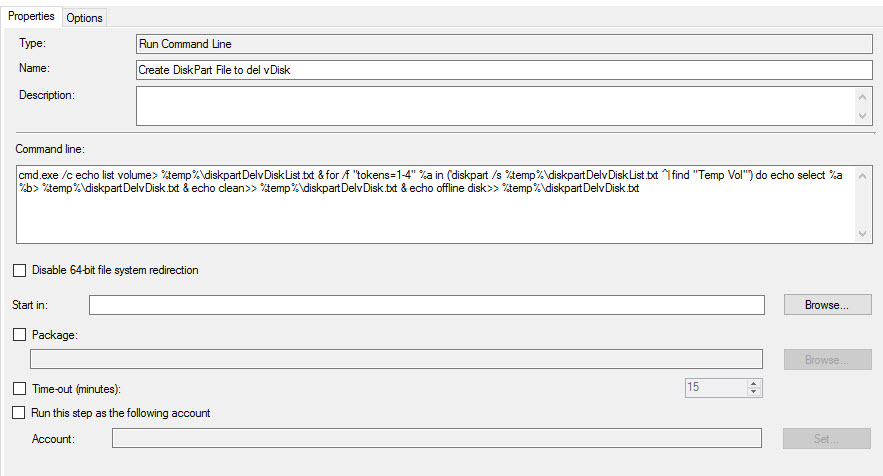 Properties
Options
Type:
Run Command Line
Name:
Create DiskPart File to del vDisk
Description:
Command line:
cmd.exe /c echo list volume> %temp%\diskpartDelvDiskList.txt & for /f "tokens=1-4" %a in ('diskpart /s %temp%\diskpartDelvDiskList.txt ^| find "Temp Vol"') do echo select %a
%b> %temp%\diskpartDelvDisk.txt & echo clean>> %temp%\diskpartDelvDisk.txt & echo offline disk>> %temp%\diskpartDelvDisk.txt
Disable 64-bit file system redirection
Start in:
Browse...
Package:
Browse...
Time-out (minutes):
15
Run this step as the following account
Account:
Set...